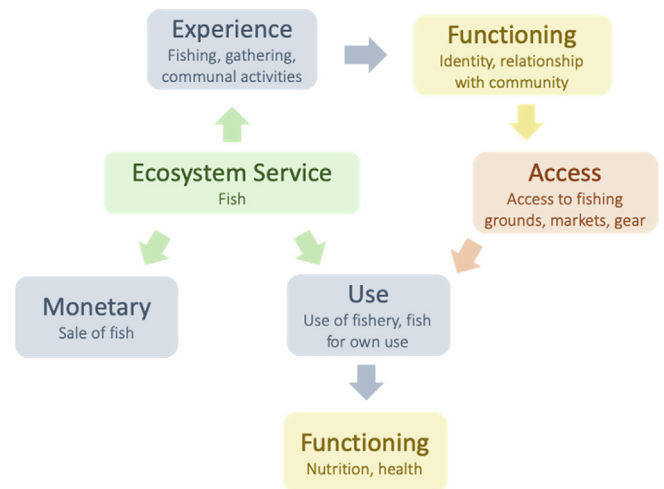 Experience
Fishing, gathering,
communal activities
Functioning
Identity, relationship
with community
Ecosystem Service
Fish
Access
Access to fishing
grounds, markets, gear
Monetary
Sale of fish
Use
Use of fishery, fish
for own use
Functioning
Nutrition, health